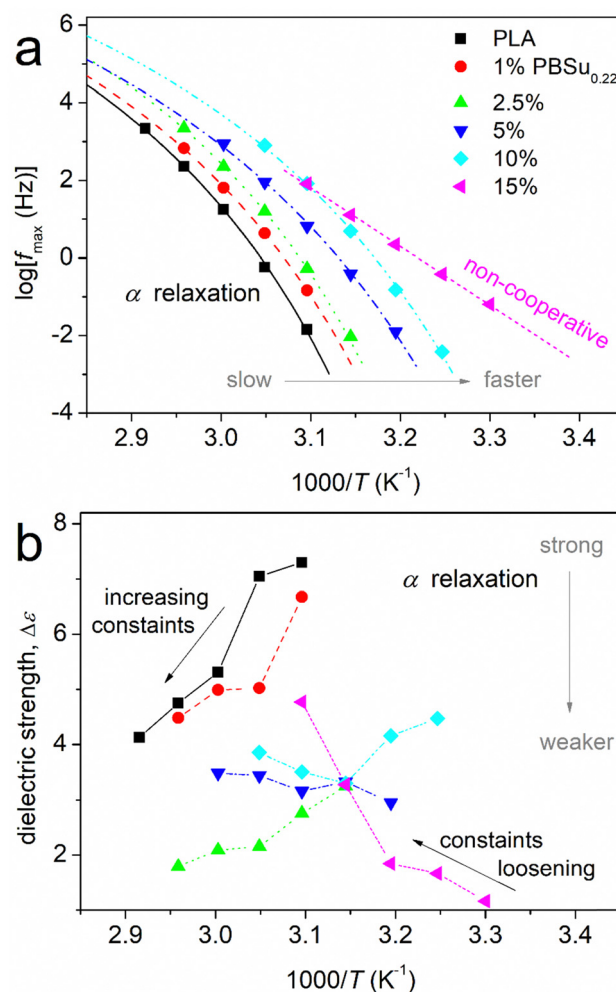 a
6
4
2
0
-2
-4
log[f_max (Hz)]
PLA
1% PBSu_0.22
2.5%
5%
10%
15%
non-cooperative
α relaxation
slow
faster
2.9 3.0 3.1 3.2 3.3 3.4
1000/T (K⁻¹)
b
8
6
4
2
dielectric strength, Δε
α relaxation
strong
weaker
increasing
constaints
constaints
loosening
2.9 3.0 3.1 3.2 3.3 3.4
1000/T (K⁻¹)